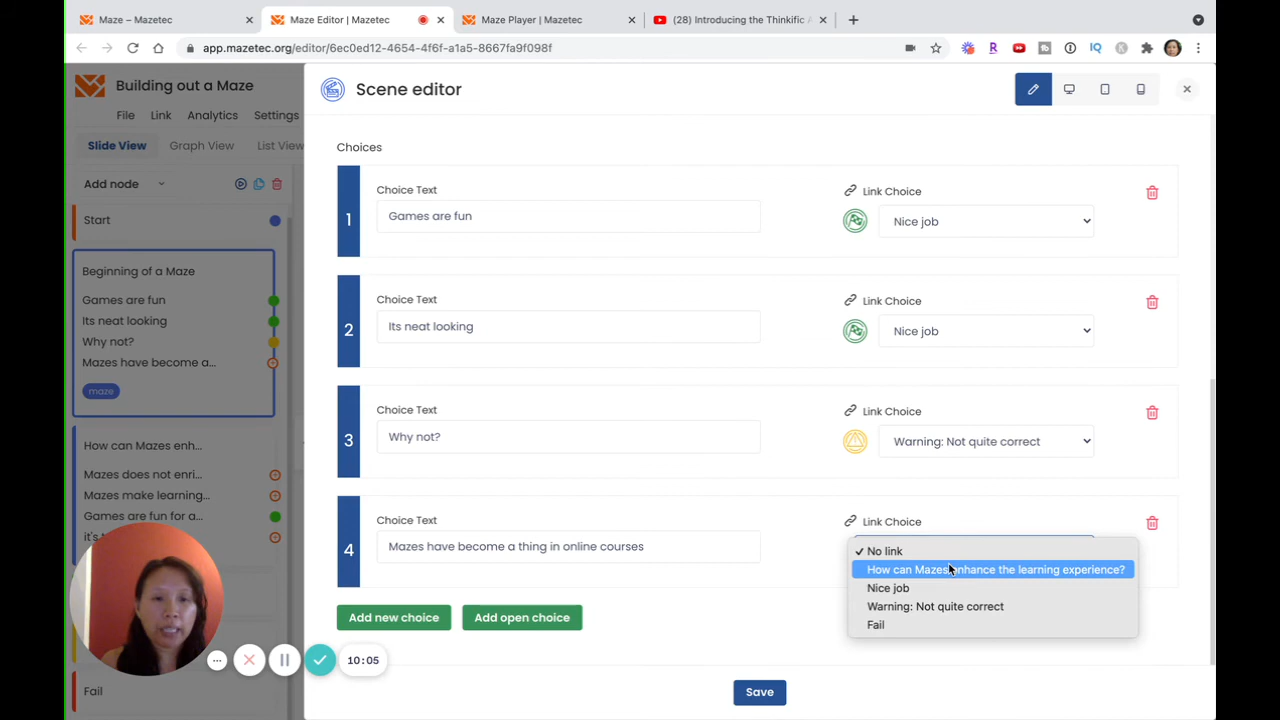 Maze – Mazetec
Maze Editor | Mazetec
Maze Player | Mazetec
(28) Introducing the Thinkific A
app.mazetec.org/editor/6ec0ed12-4654-4f6f-a1a5-8667fa9f098f
Building out a Maze
File Link Analytics Settings
Slide View Graph View List View
Add node
Start
Beginning of a Maze
Games are fun
Its neat looking
Why not?
Mazes have become a...
maze
How can Mazes enh...
Mazes does not enri...
Mazes make learning...
Games are fun for a...
it's t
Fail
Scene editor
Choices
1
Choice Text
Games are fun
Link Choice
Nice job
2
Choice Text
Its neat looking
Link Choice
Nice job
3
Choice Text
Why not?
Link Choice
Warning: Not quite correct
4
Choice Text
Mazes have become a thing in online courses
Link Choice
✓ No link
How can Mazes enhance the learning experience?
Nice job
Warning: Not quite correct
Fail
Add new choice
Add open choice
10:05
Save